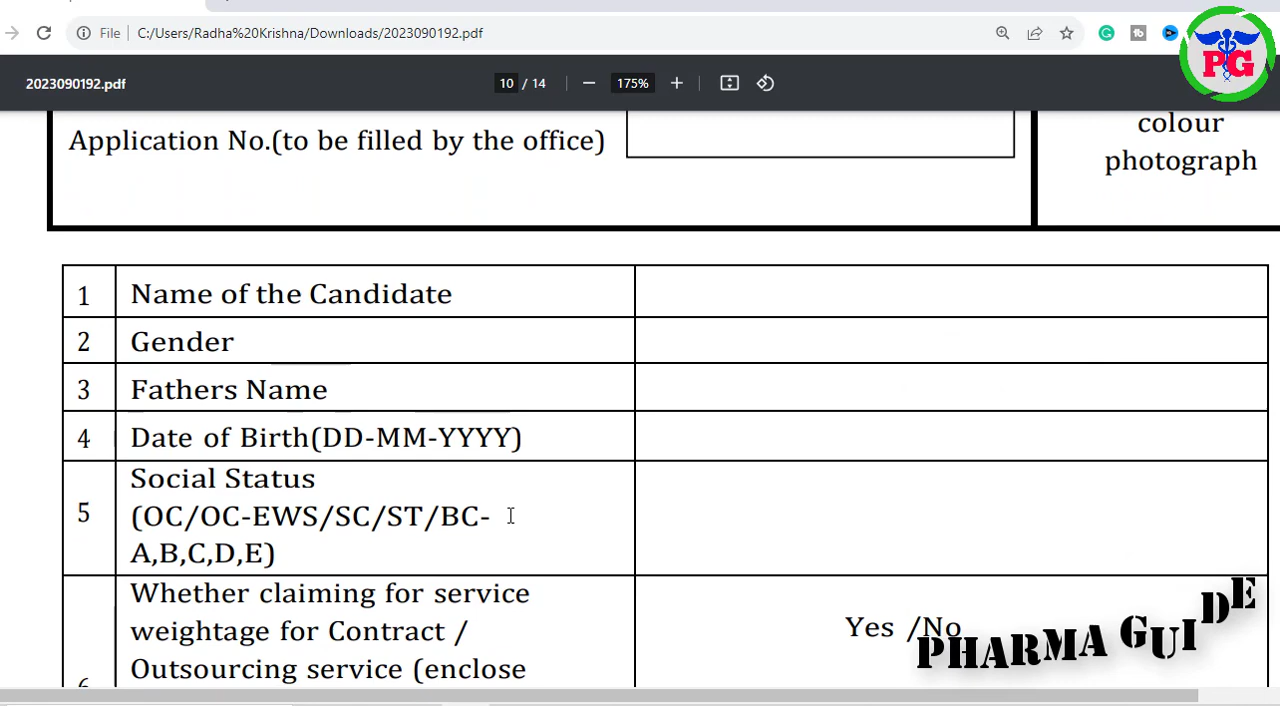 File
C:/Users/Radha%20Krishna/Downloads/2023090192.pdf
PG
2023090192.pdf
10 / 14
175%
Application No.(to be filled by the office)
colour
photograph
1 Name of the Candidate
2 Gender
3 Fathers Name
4 Date of Birth(DD-MM-YYYY)
5 Social Status
(OC/OC-EWS/SC/ST/BC-
A,B,C,D,E)
6 Whether claiming for service
weightage for Contract /
Outsourcing service (enclose
Yes /No
PHARMA GUIDE